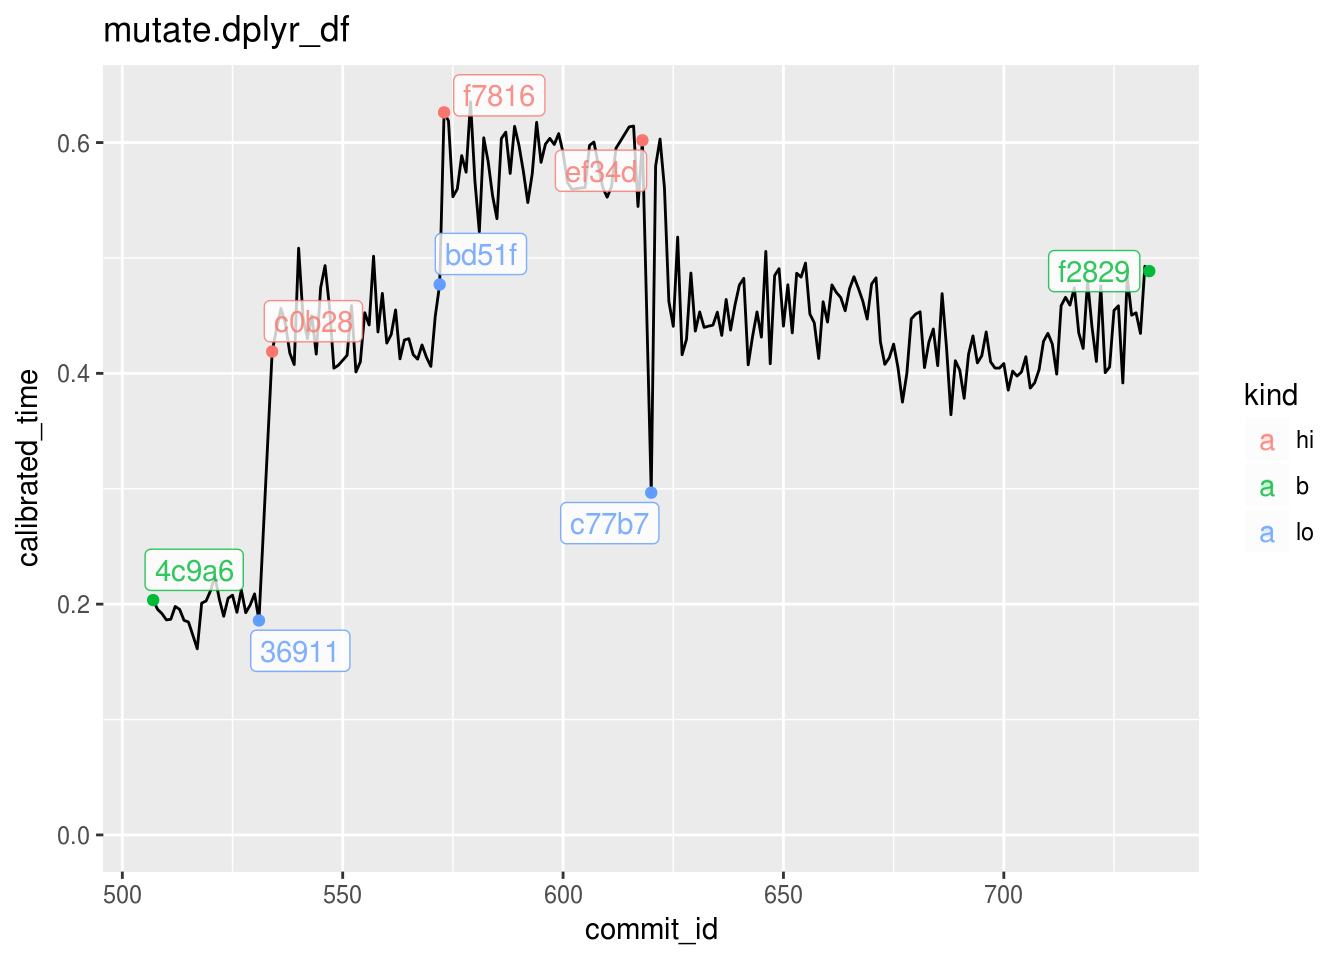 mutate.dplyr_df
f7816
ef34d
bd51f
c0b28
f2829
c77b7
4c9a6
36911
0.6
0.4
0.2
0.0
calibrated_time
500 550 600 650 700
commit_id
kind
a hi
a b
a lo